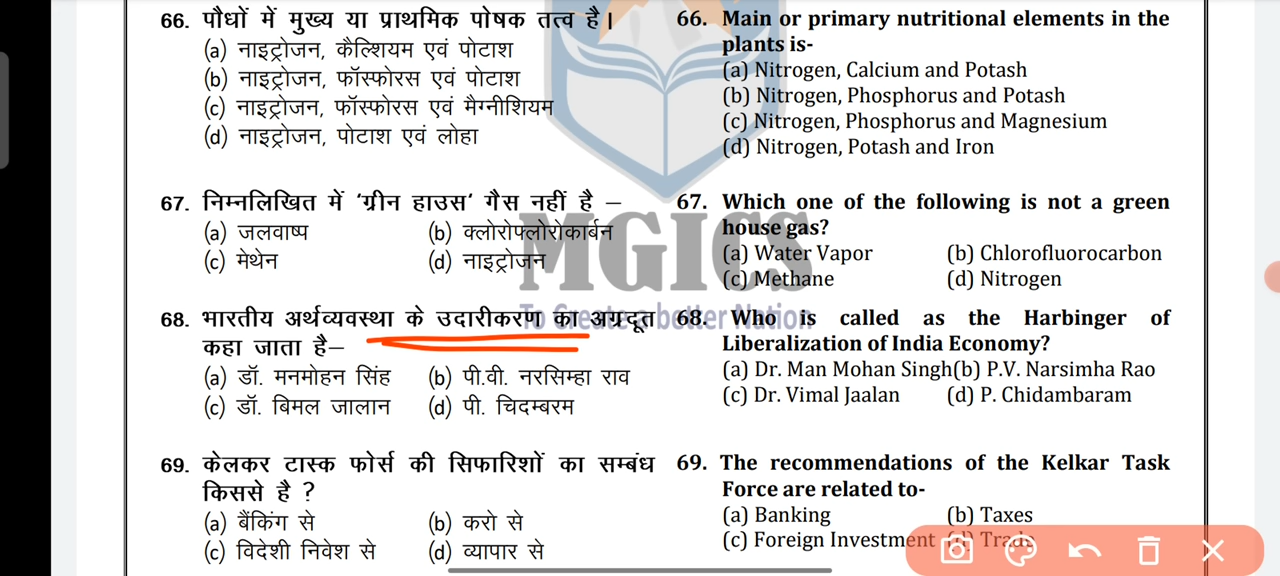 66. पौधों में मुख्य या प्राथमिक पोषक तत्व है।
(a) नाइट्रोजन, कैल्शियम एवं पोटाश
(b) नाइट्रोजन, फॉस्फोरस एवं पोटाश
(c) नाइट्रोजन, फॉस्फोरस एवं मैग्नीशियम
(d) नाइट्रोजन, पोटाश एवं लोहा
67. निम्नलिखित में 'ग्रीन हाउस' गैस नहीं है –
(a) जलवाष्प (b) क्लोरोफ्लोरोकार्बन
(c) मेथेन (d) नाइट्रोजन
68. भारतीय अर्थव्यवस्था के उदारीकरण का अग्रदूत
कहा जाता है–
(a) डॉ. मनमोहन सिंह (b) पी.वी. नरसिम्हा राव
(c) डॉ. बिमल जालान (d) पी. चिदम्बरम
69. केलकर टास्क फोर्स की सिफारिशों का सम्बंध
किससे है ?
(a) बैंकिंग से (b) करो से
(c) विदेशी निवेश से (d) व्यापार से
66. Main or primary nutritional elements in the
plants is-
(a) Nitrogen, Calcium and Potash
(b) Nitrogen, Phosphorus and Potash
(c) Nitrogen, Phosphorus and Magnesium
(d) Nitrogen, Potash and Iron
67. Which one of the following is not a green
house gas?
(a) Water Vapor (b) Chlorofluorocarbon
(c) Methane (d) Nitrogen
68. Who is called as the Harbinger of
Liberalization of India Economy?
(a) Dr. Man Mohan Singh(b) P.V. Narsimha Rao
(c) Dr. Vimal Jaalan (d) P. Chidambaram
69. The recommendations of the Kelkar Task
Force are related to-
(a) Banking (b) Taxes
(c) Foreign Investment (d) Trade
MGICS
To Create a better Nation